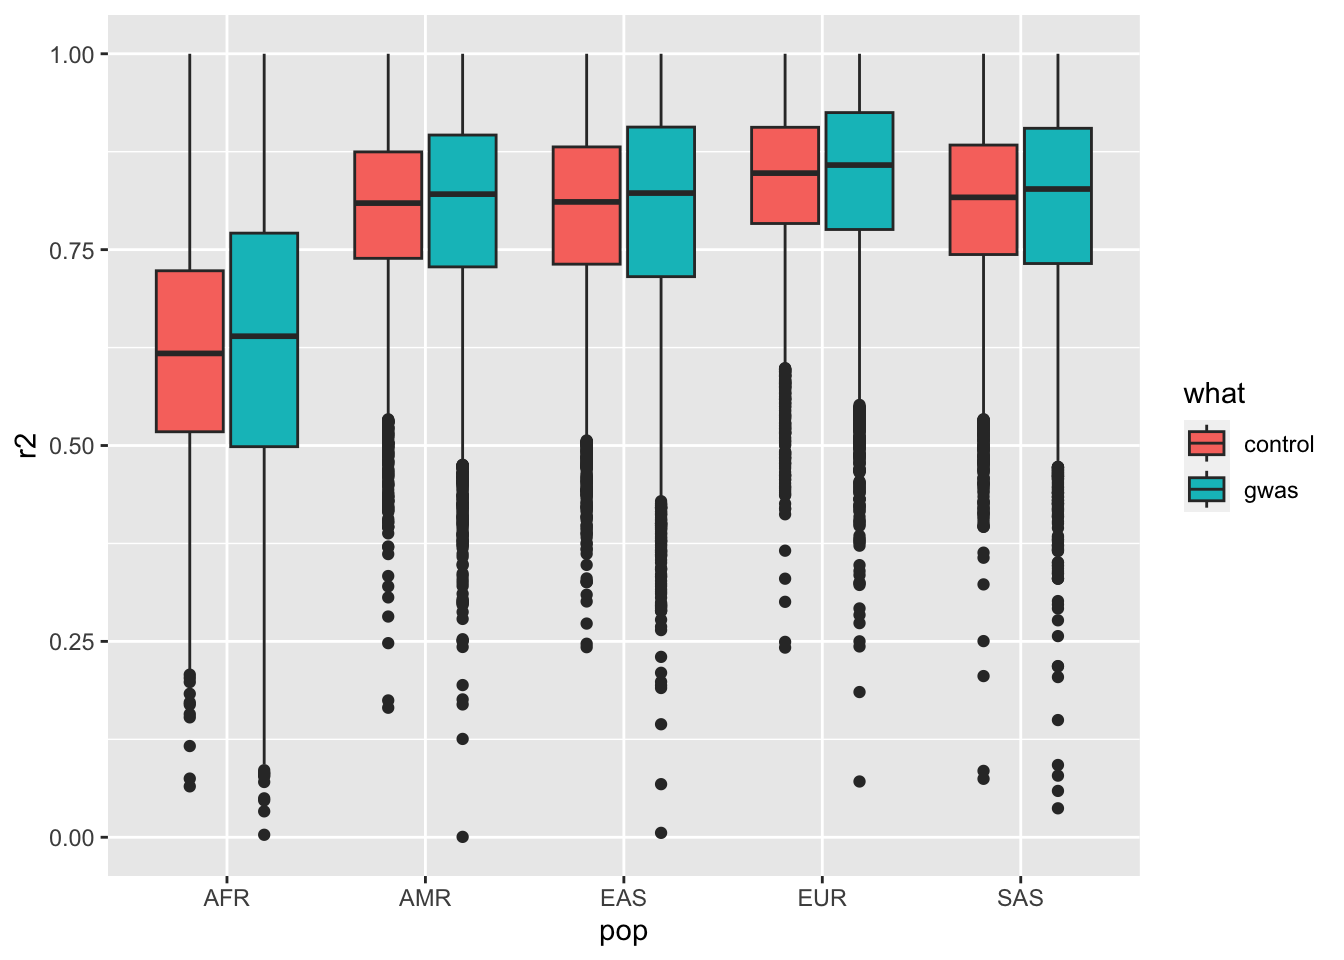 1.00
0.75
0.50
0.25
0.00
r2
AFR AMR EAS EUR SAS
pop
what
control
gwas